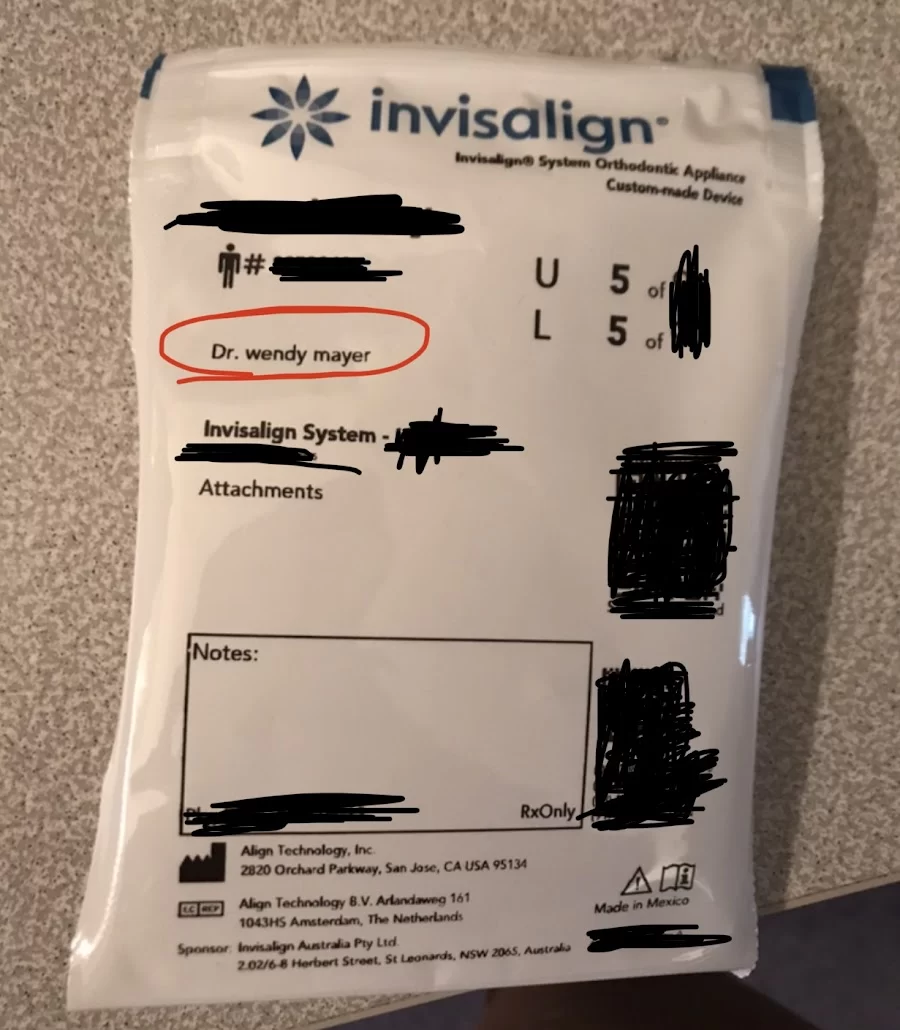 invisalign®
Invisalign® System Orthodontic Appliance
Custom-made Device
#
U 5 of
L 5 of
Dr. wendy mayer
Invisalign System -
Attachments
Notes:
RxOnly
Align Technology, Inc.
2820 Orchard Parkway, San Jose, CA USA 95134
EC REP
Align Technology B.V. Arlandaweg 161
1043HS Amsterdam, The Netherlands
Made in Mexico
Sponsor: Invisalign Australia Pty Ltd.
2.02/6-8 Herbert Street, St Leonards, NSW 2065, Australia